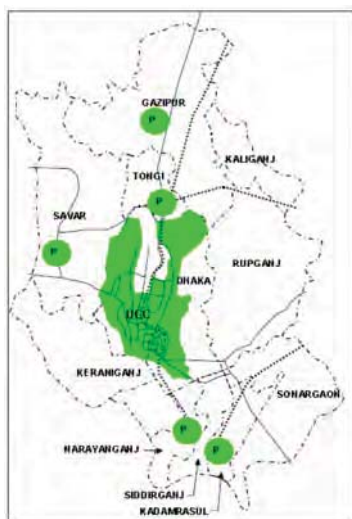 GAZIPUR
P
KALIGANJ
TONGI
P
SAVAR
P
RUPGANJ
DHAKA
DCC
KERANIGANJ
SONARGAON
P
NARAYANGANJ
P
SIDDIRGANJ
KADAMRASUL